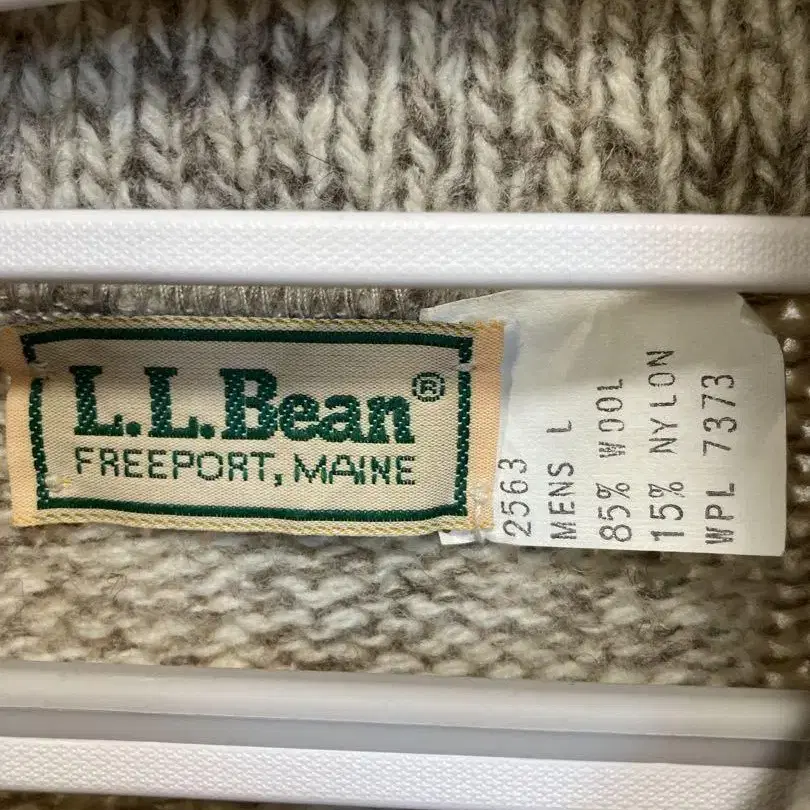 L.L.Bean®
FREEPORT, MAINE
2563
MENS L
85% WOOL
15% NYLON
WPL 7373